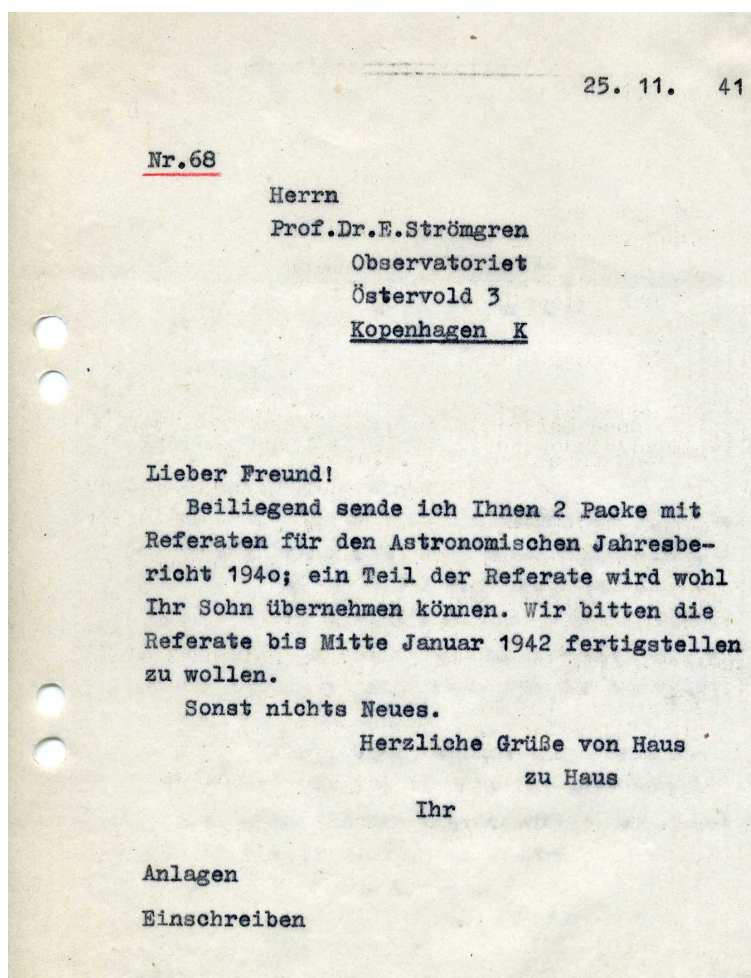 25. 11. 41
Nr.68
Herrn
Prof.Dr.E.Strömgren
Observatoriet
Östervold 3
Kopenhagen K
Lieber Freund!
Beiliegend sende ich Ihnen 2 Packe mit
Referaten für den Astronomischen Jahresbe-
richt 194o; ein Teil der Referate wird wohl
Ihr Sohn übernehmen können. Wir bitten die
Referate bis Mitte Januar 1942 fertigstellen
zu wollen.
Sonst nichts Neues.
Herzliche Grüße von Haus
zu Haus
Ihr
Anlagen
Einschreiben